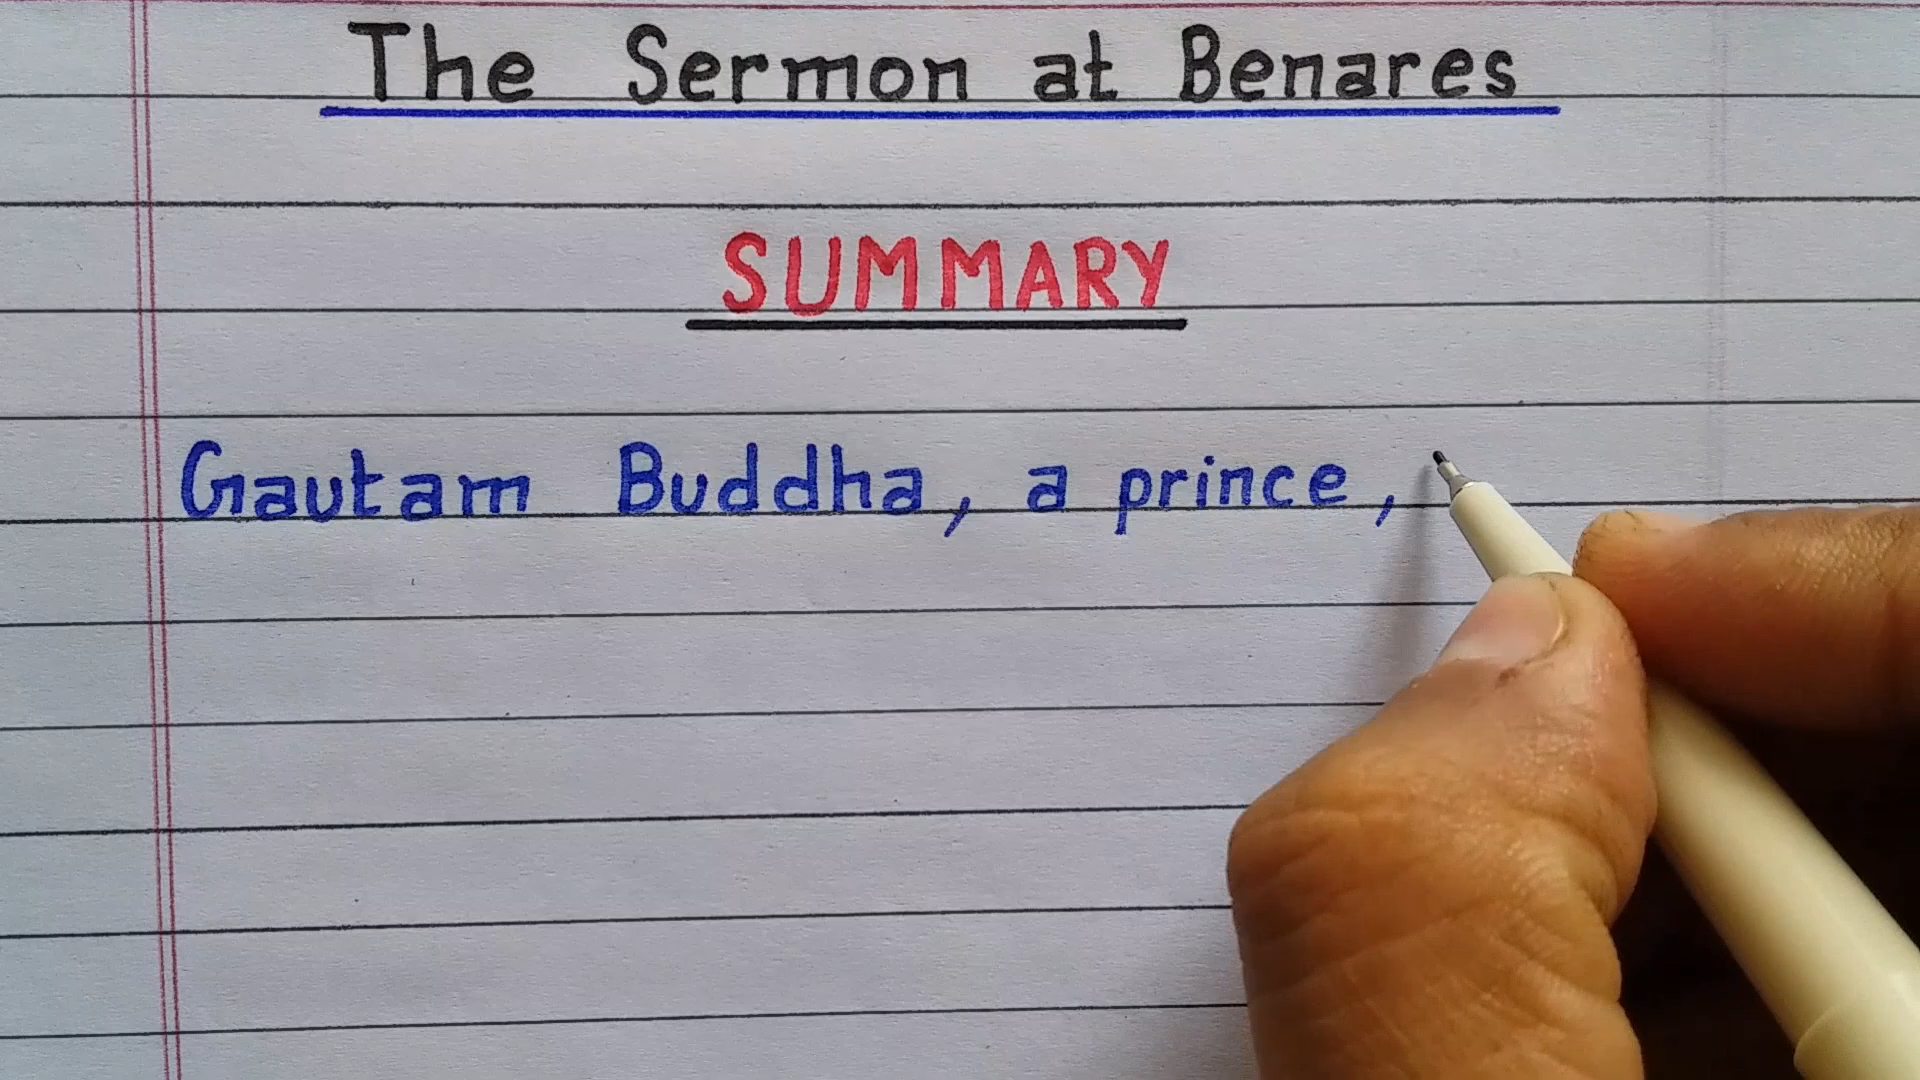 The Sermon at Benares
SUMMARY
Gautam Buddha, a prince,